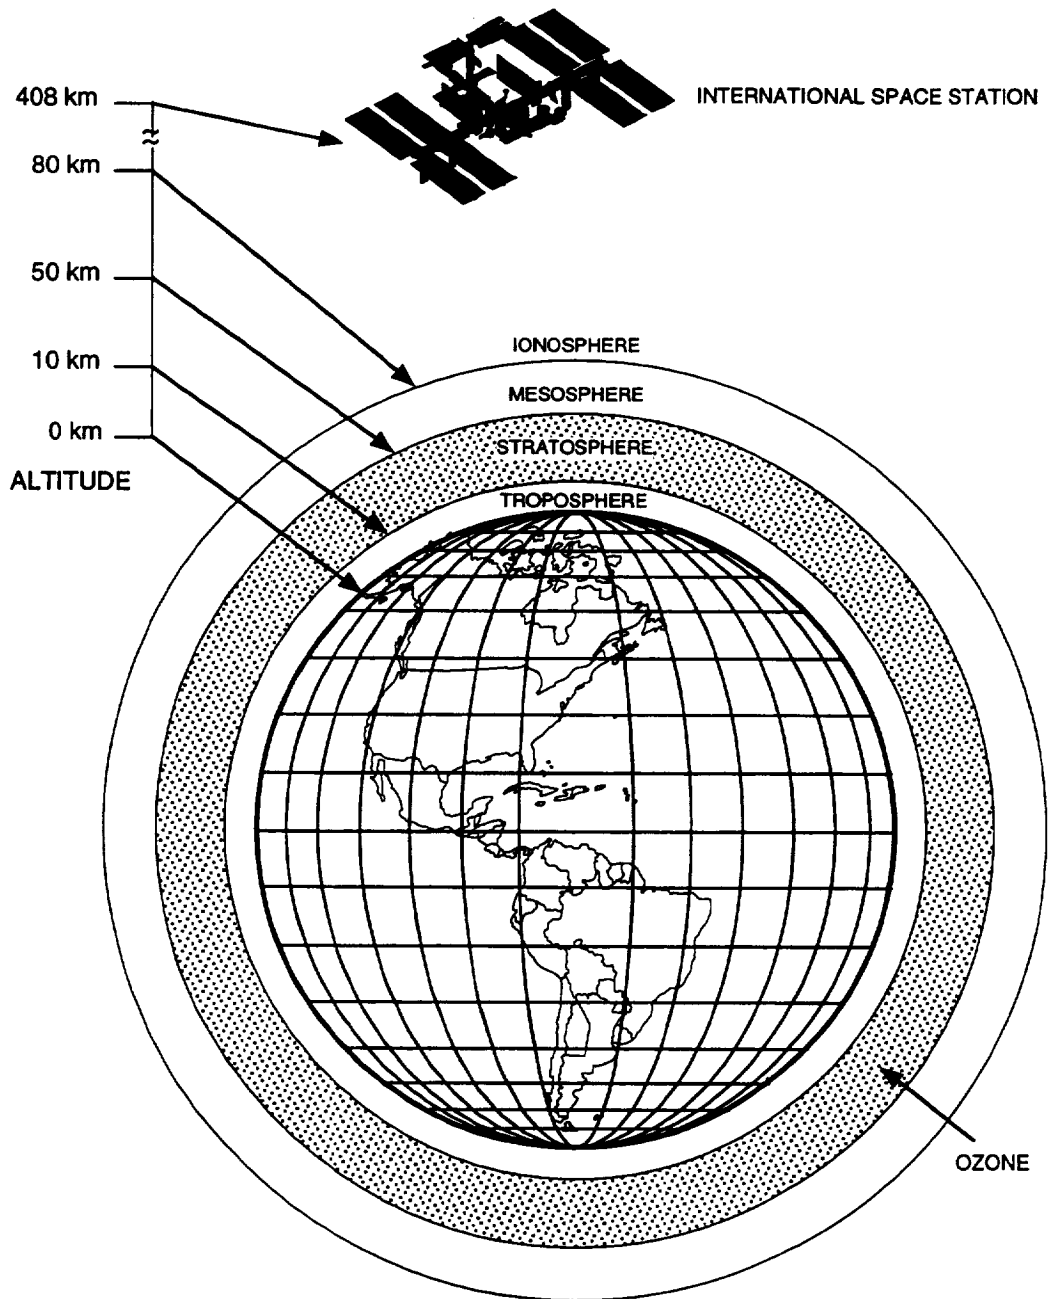 408 km
INTERNATIONAL SPACE STATION
80 km
50 km
10 km
0 km
ALTITUDE
IONOSPHERE
MESOSPHERE
STRATOSPHERE
TROPOSPHERE
OZONE